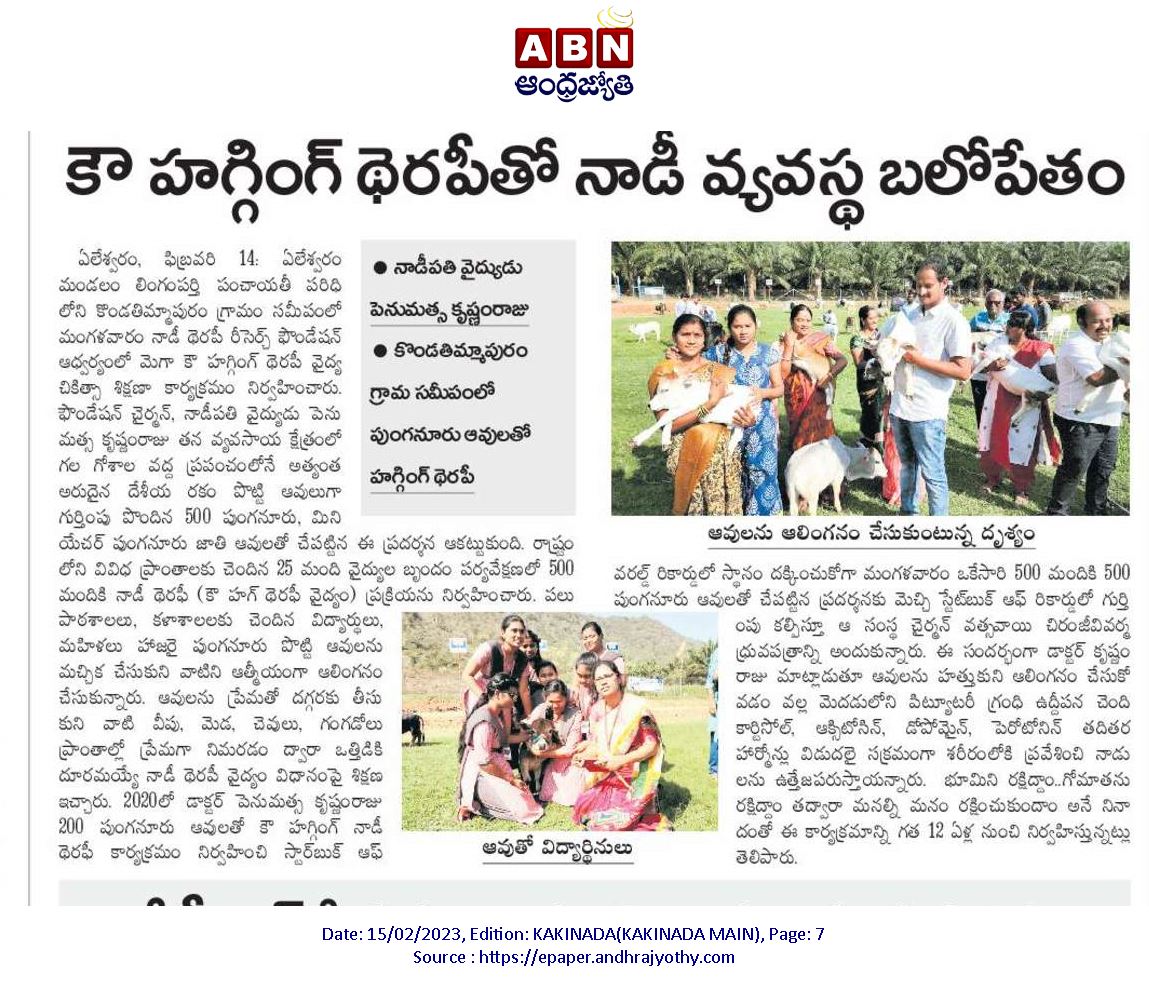 ABN
ఆంధ్రజ్యోతి
కౌ హగ్గింగ్ థెరపీతో నాడీ వ్యవస్థ బలోపేతం
ఏలేశ్వరం, ఫిబ్రవరి 14: ఏలేశ్వరం
మండలం లింగంపర్తి పంచాయతీ పరిధి
లోని కొండతిమ్మాపురం గ్రామం సమీపంలో
మంగళవారం నాడీ థెరపీ రీసెర్చ్ ఫౌండేషన్
ఆధ్వర్యంలో మెగా కౌ హగ్గింగ్ థెరపీ వైద్య
చికిత్సా శిక్షణా కార్యక్రమం నిర్వహించారు.
ఫౌండేషన్ చైర్మన్, నాడీపతి వైద్యుడు పెను
మత్స కృష్ణంరాజు తన వ్యవసాయ క్షేత్రంలో
గల గోశాల వద్ద ప్రపంచంలోనే అత్యంత
అరుదైన దేశీయ రకం పొట్టి ఆవులుగా
గుర్తింపు పొందిన 500 పుంగనూరు, మిని
యేచర్ పుంగనూరు జాతి ఆవులతో చేపట్టిన ఈ ప్రదర్శన ఆకట్టుకుంది. రాష్ట్రం
లోని వివిధ ప్రాంతాలకు చెందిన 25 మంది వైద్యుల బృందం పర్యవేక్షణలో 500
మందికి నాడీ థెరఫీ (కౌ హగ్ థెరఫీ వైద్యం) ప్రక్రియను నిర్వహించారు. పలు
పాఠశాలలు, కళాశాలలకు చెందిన విద్యార్థులు,
మహిళలు హాజరై పుంగనూరు పొట్టి ఆవులను
మచ్చిక చేసుకుని వాటిని ఆత్మీయంగా ఆలింగనం
చేసుకున్నారు. ఆవులను ప్రేమతో దగ్గరకు తీసు
కుని వాటి వీపు, మెడ, చెవులు, గంగడోలు
ప్రాంతాల్లో ప్రేమగా నిమరడం ద్వారా ఒత్తిడికి
దూరమయ్యే నాడీ థెరపీ వైద్యం విధానంపై శిక్షణ
ఇచ్చారు. 2020లో డాక్టర్ పెనుమత్స కృష్ణంరాజు
200 పుంగనూరు ఆవులతో కౌ హగ్గింగ్ నాడీ
థెరఫీ కార్యక్రమం నిర్వహించి స్టార్‌బుక్ ఆఫ్
● నాడీపతి వైద్యుడు
పెనుమత్స కృష్ణంరాజు
● కొండతిమ్మాపురం
గ్రామ సమీపంలో
పుంగనూరు ఆవులతో
హగ్గింగ్ థెరపీ
ఆవులను ఆలింగనం చేసుకుంటున్న దృశ్యం
వరల్డ్ రికార్డులో స్థానం దక్కించుకోగా మంగళవారం ఒకేసారి 500 మందికి 500
పుంగనూరు ఆవులతో చేపట్టిన ప్రదర్శనకు మెచ్చి స్టేట్‌బుక్ ఆఫ్ రికార్డులో గుర్తి
ంపు కల్పిస్తూ ఆ సంస్థ చైర్మన్ వత్సవాయి చిరంజీవివర్మ
ధ్రువపత్రాన్ని అందుకున్నారు. ఈ సందర్భంగా డాక్టర్ కృష్ణం
రాజు మాట్లాడుతూ ఆవులను హత్తుకుని ఆలింగనం చేసుకో
వడం వల్ల మెదడులోని పిట్యూటరీ గ్రంధి ఉద్దీపన చెంది
కార్టిసోల్, ఆక్సిటోసిన్, డోపోమైన్, పెరోటోనిన్ తదితర
హార్మోన్లు విడుదలై సక్రమంగా శరీరంలోకి ప్రవేశించి నాడు
లను ఉత్తేజపరుస్తాయన్నారు. భూమిని రక్షిద్దాం..గోమాతను
రక్షిద్దాం తద్వారా మనల్ని మనం రక్షించుకుందాం అనే నినా
దంతో ఈ కార్యక్రమాన్ని గత 12 ఏళ్ల నుంచి నిర్వహిస్తున్నట్లు
తెలిపారు.
ఆవుతో విద్యార్థినులు
Date: 15/02/2023, Edition: KAKINADA(KAKINADA MAIN), Page: 7
Source : https://epaper.andhrajyothy.com